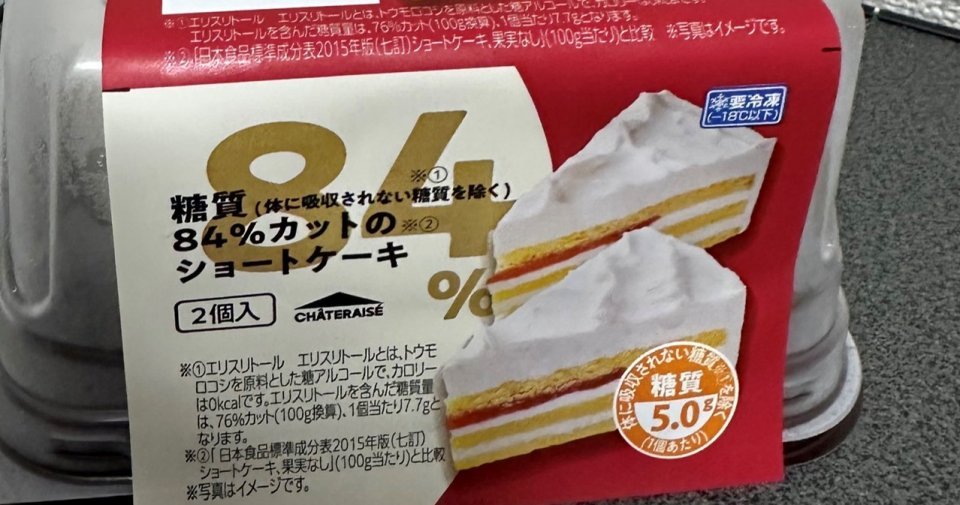 ※①エリスリトール　エリスリトールとは、トウモロコシを原料とした糖アルコールで、カロリーは0kcalです。
エリスリトールを含んだ糖質量は、76%カット(100g換算)、1個当たり7.7gとなります。
※②「日本食品標準成分表2015年版(七訂)ショートケーキ、果実なし」(100g当たり)と比較　※写真はイメージです。
要冷凍
(−18℃以下)
84%
※①
糖質(体に吸収されない糖質を除く)
84%カットの※②
ショートケーキ
2個入
CHÂTERAISÉ
※①エリスリトール　エリスリトールとは、トウモ
ロコシを原料とした糖アルコールで、カロリー
は0kcalです。エリスリトールを含んだ糖質量
は、76%カット(100g換算)、1個当たり7.7gと
なります。
※②「日本食品標準成分表2015年版(七訂)
ショートケーキ、果実なし」(100g当たり)と比較
※写真はイメージです。
体に吸収されない糖質※①を除く
糖質
5.0g
(1個あたり)